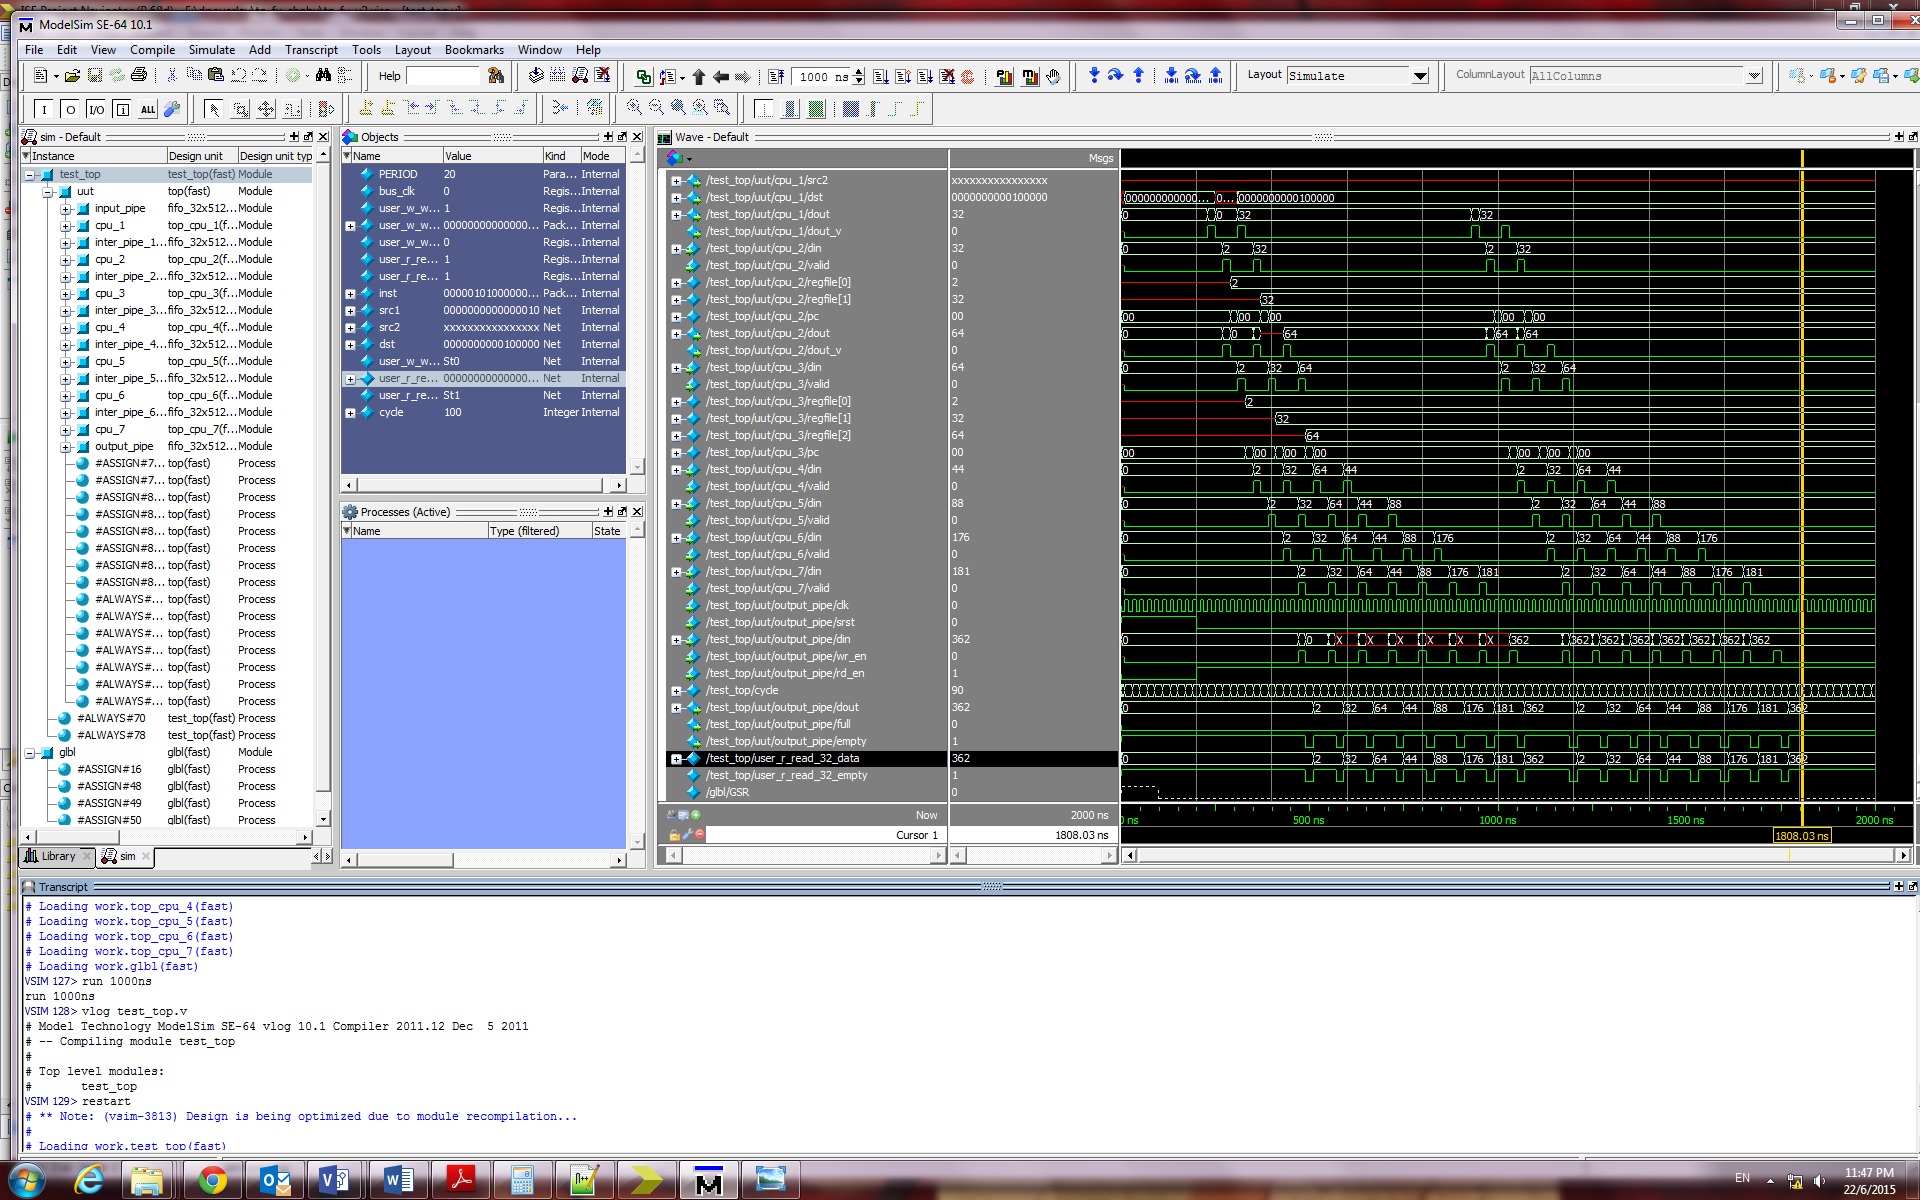 ModelSim SE-64 10.1
File Edit View Compile Simulate Add Transcript Tools Layout Bookmarks Window Help
Help 1000 ns Layout Simulate ColumnLayout AllColumns
I O I/O ALL
sim - Default
Instance Design unit Design unit typ
test_top test_top(fast) Module
uut top(fast) Module
input_pipe fifo_32x512... Module
cpu_1 top_cpu_1(f... Module
inter_pipe_1... fifo_32x512... Module
cpu_2 top_cpu_2(f... Module
inter_pipe_2... fifo_32x512... Module
cpu_3 top_cpu_3(f... Module
inter_pipe_3... fifo_32x512... Module
cpu_4 top_cpu_4(f... Module
inter_pipe_4... fifo_32x512... Module
cpu_5 top_cpu_5(f... Module
inter_pipe_5... fifo_32x512... Module
cpu_6 top_cpu_6(f... Module
inter_pipe_6... fifo_32x512... Module
cpu_7 top_cpu_7(f... Module
output_pipe fifo_32x512... Module
#ASSIGN#7... top(fast) Process
#ASSIGN#7... top(fast) Process
#ASSIGN#8... top(fast) Process
#ASSIGN#8... top(fast) Process
#ASSIGN#8... top(fast) Process
#ASSIGN#8... top(fast) Process
#ASSIGN#8... top(fast) Process
#ASSIGN#8... top(fast) Process
#ALWAYS#... top(fast) Process
#ALWAYS#... top(fast) Process
#ALWAYS#... top(fast) Process
#ALWAYS#... top(fast) Process
#ALWAYS#... top(fast) Process
#ALWAYS#... top(fast) Process
#ALWAYS#... top(fast) Process
#ALWAYS#70 test_top(fast) Process
#ALWAYS#78 test_top(fast) Process
glbl glbl(fast) Module
#ASSIGN#16 glbl(fast) Process
#ASSIGN#48 glbl(fast) Process
#ASSIGN#49 glbl(fast) Process
#ASSIGN#50 glbl(fast) Process
Library sim
Objects
Name Value Kind Mode
PERIOD 20 Para... Internal
bus_clk 0 Regis... Internal
user_w_w... 1 Regis... Internal
user_w_w... 00000000000000... Pack... Internal
user_w_w... 0 Regis... Internal
user_r_re... 1 Regis... Internal
user_r_re... 1 Regis... Internal
inst 00000101000000... Pack... Internal
src1 0000000000000010 Net Internal
src2 xxxxxxxxxxxxxxxx Net Internal
dst 0000000000100000 Net Internal
user_w_w... St0 Net Internal
user_r_re... 00000000000000... Net Internal
user_r_re... St1 Net Internal
cycle 100 Integer Internal
Processes (Active)
Name Type (filtered) State
Wave - Default
Msgs
/test_top/uut/cpu_1/src2 xxxxxxxxxxxxxxxx
/test_top/uut/cpu_1/dst 0000000000100000 000000000000... 0... 0000000000100000
/test_top/uut/cpu_1/dout 32 0 0 32 32
/test_top/uut/cpu_1/dout_v 0
/test_top/uut/cpu_2/din 32 0 2 32 2 32
/test_top/uut/cpu_2/valid 0
/test_top/uut/cpu_2/regfile[0] 2 2
/test_top/uut/cpu_2/regfile[1] 32 32
/test_top/uut/cpu_2/pc 00 00 00 00 00 00
/test_top/uut/cpu_2/dout 64 0 0 64 64 64
/test_top/uut/cpu_2/dout_v 0
/test_top/uut/cpu_3/din 64 0 2 32 64 2 32 64
/test_top/uut/cpu_3/valid 0
/test_top/uut/cpu_3/regfile[0] 2 2
/test_top/uut/cpu_3/regfile[1] 32 32
/test_top/uut/cpu_3/regfile[2] 64 64
/test_top/uut/cpu_3/pc 00 00 00 00 00 00 00 00
/test_top/uut/cpu_4/din 44 0 2 32 64 44 2 32 64 44
/test_top/uut/cpu_4/valid 0
/test_top/uut/cpu_5/din 88 0 2 32 64 44 88 2 32 64 44 88
/test_top/uut/cpu_5/valid 0
/test_top/uut/cpu_6/din 176 0 2 32 64 44 88 176 2 32 64 44 88 176
/test_top/uut/cpu_6/valid 0
/test_top/uut/cpu_7/din 181 0 2 32 64 44 88 176 181 2 32 64 44 88 176 181
/test_top/uut/cpu_7/valid 0
/test_top/uut/output_pipe/clk 0
/test_top/uut/output_pipe/srst 0
/test_top/uut/output_pipe/din 362 0 0 X X X X X X 362 362 362 362 362 362 362 362
/test_top/uut/output_pipe/wr_en 0
/test_top/uut/output_pipe/rd_en 1
/test_top/cycle 90
/test_top/uut/output_pipe/dout 362 0 2 32 64 44 88 176 181 362 2 32 64 44 88 176 181 362
/test_top/uut/output_pipe/full 0
/test_top/uut/output_pipe/empty 1
/test_top/user_r_read_32_data 362 0 2 32 64 44 88 176 181 362 2 32 64 44 88 176 181 362
/test_top/user_r_read_32_empty 1
/glbl/GSR 0
Now 2000 ns ns 500 ns 1000 ns 1500 ns 2000 ns
Cursor 1 1808.03 ns 1808.03 ns
Transcript
# Loading work.top_cpu_4(fast)
# Loading work.top_cpu_5(fast)
# Loading work.top_cpu_6(fast)
# Loading work.top_cpu_7(fast)
# Loading work.glbl(fast)
VSIM 127> run 1000ns
run 1000ns
VSIM 128> vlog test_top.v
# Model Technology ModelSim SE-64 vlog 10.1 Compiler 2011.12 Dec  5 2011
# -- Compiling module test_top
#
# Top level modules:
# test_top
VSIM 129> restart
# ** Note: (vsim-3813) Design is being optimized due to module recompilation...
#
# Loading work.test_top(fast)
EN 11:47 PM
22/6/2015